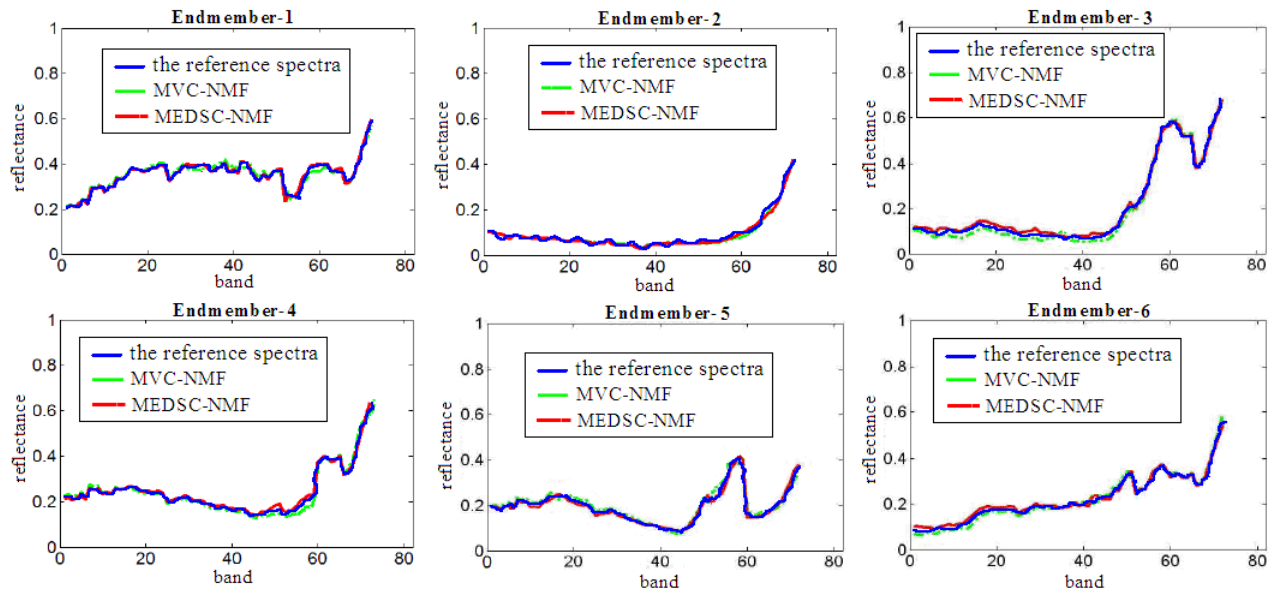 Endmember-1
1
0.8
0.6
0.4
0.2
0
reflectance
the reference spectra
MVC-NMF
MEDSC-NMF
0 20 40 60 80
band
Endmember-2
1
0.8
0.6
0.4
0.2
0
reflectance
the reference spectra
MVC-NMF
MEDSC-NMF
0 20 40 60 80
band
Endmember-3
1
0.8
0.6
0.4
0.2
0
reflectance
the reference spectra
MVC-NMF
MEDSC-NMF
0 20 40 60 80
band
Endmember-4
1
0.8
0.6
0.4
0.2
0
reflectance
the reference spectra
MVC-NMF
MEDSC-NMF
0 20 40 60 80
band
Endmember-5
1
0.8
0.6
0.4
0.2
0
reflectance
the reference spectra
MVC-NMF
MEDSC-NMF
0 20 40 60 80
band
Endmember-6
1
0.8
0.6
0.4
0.2
0
reflectance
the reference spectra
MVC-NMF
MEDSC-NMF
0 20 40 60 80
band